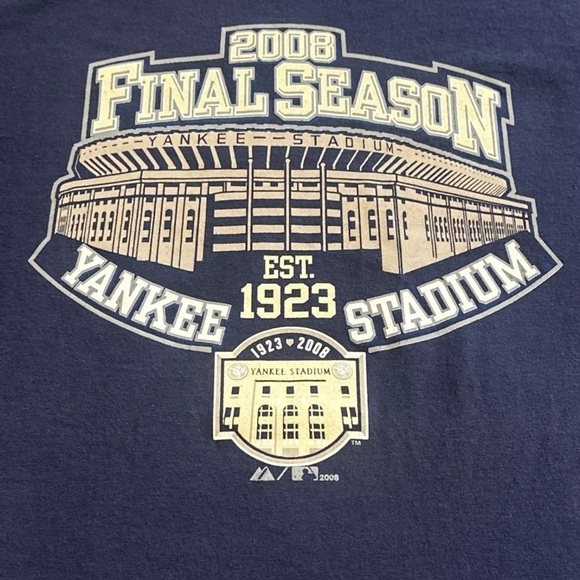 2008
FINAL SEASON
YANKEE STADIUM
EST.
1923
YANKEE STADIUM
1923 2008
YANKEE STADIUM
TM
2008